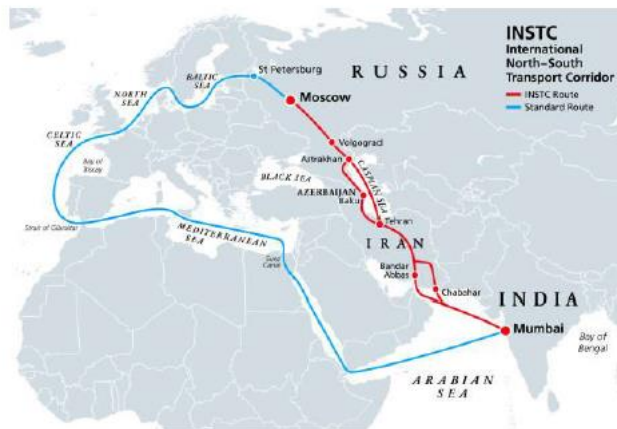 INSTC
International
North–South
Transport Corridor
INSTC Route
Standard Route
RUSSIA
St Petersburg
BALTIC
SEA
NORTH
SEA
Moscow
CELTIC
SEA
Bay of
Biscay
Volgograd
Astrakhan
CASPIAN SEA
BLACK SEA
AZERBAIJAN
Baku
Tehran
Strait of Gibraltar
MEDITERRANEAN
SEA
IRAN
Suez
Canal
Bandar
Abbas
Chabahar
INDIA
Mumbai
Bay of
Bengal
ARABIAN
SEA